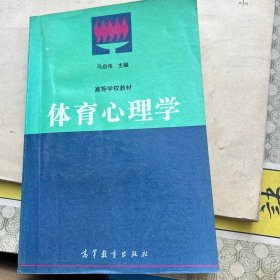 马启伟 主编
高等学校教材
体育心理学
高等教育出版社